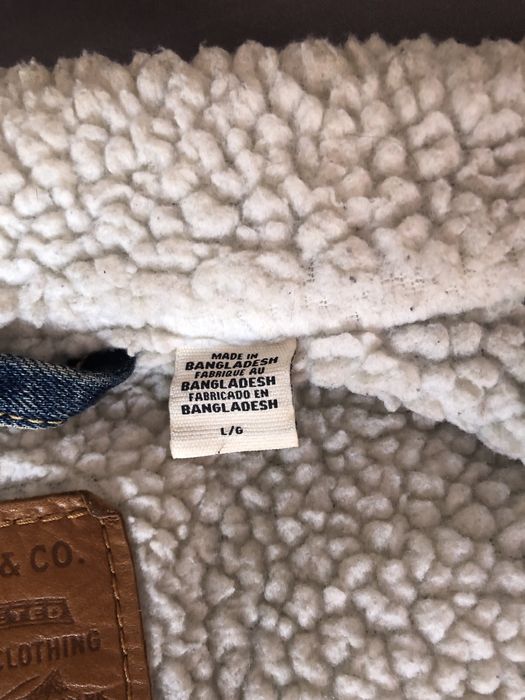 MADE IN
BANGLADESH
FABRIQUE AU
BANGLADESH
FABRICADO EN
BANGLADESH
L/G
& CO.
CLOTHING